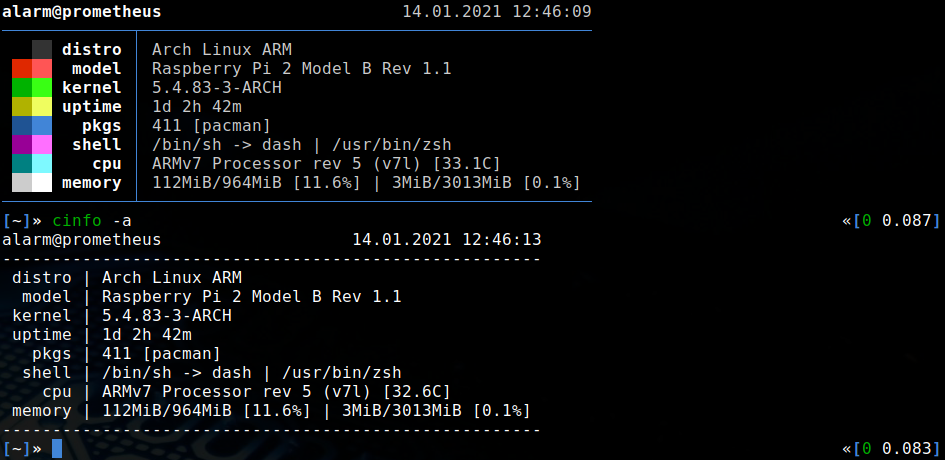 alarm@prometheus 14.01.2021 12:46:09
distro Arch Linux ARM
model Raspberry Pi 2 Model B Rev 1.1
kernel 5.4.83-3-ARCH
uptime 1d 2h 42m
pkgs 411 [pacman]
shell /bin/sh -> dash | /usr/bin/zsh
cpu ARMv7 Processor rev 5 (v7l) [33.1C]
memory 112MiB/964MiB [11.6%] | 3MiB/3013MiB [0.1%]
[~]» cinfo -a «[0 0.087]
alarm@prometheus 14.01.2021 12:46:13
------------------------------------------------------
distro | Arch Linux ARM
model | Raspberry Pi 2 Model B Rev 1.1
kernel | 5.4.83-3-ARCH
uptime | 1d 2h 42m
pkgs | 411 [pacman]
shell | /bin/sh -> dash | /usr/bin/zsh
cpu | ARMv7 Processor rev 5 (v7l) [32.6C]
memory | 112MiB/964MiB [11.6%] | 3MiB/3013MiB [0.1%]
------------------------------------------------------
[~]» «[0 0.083]